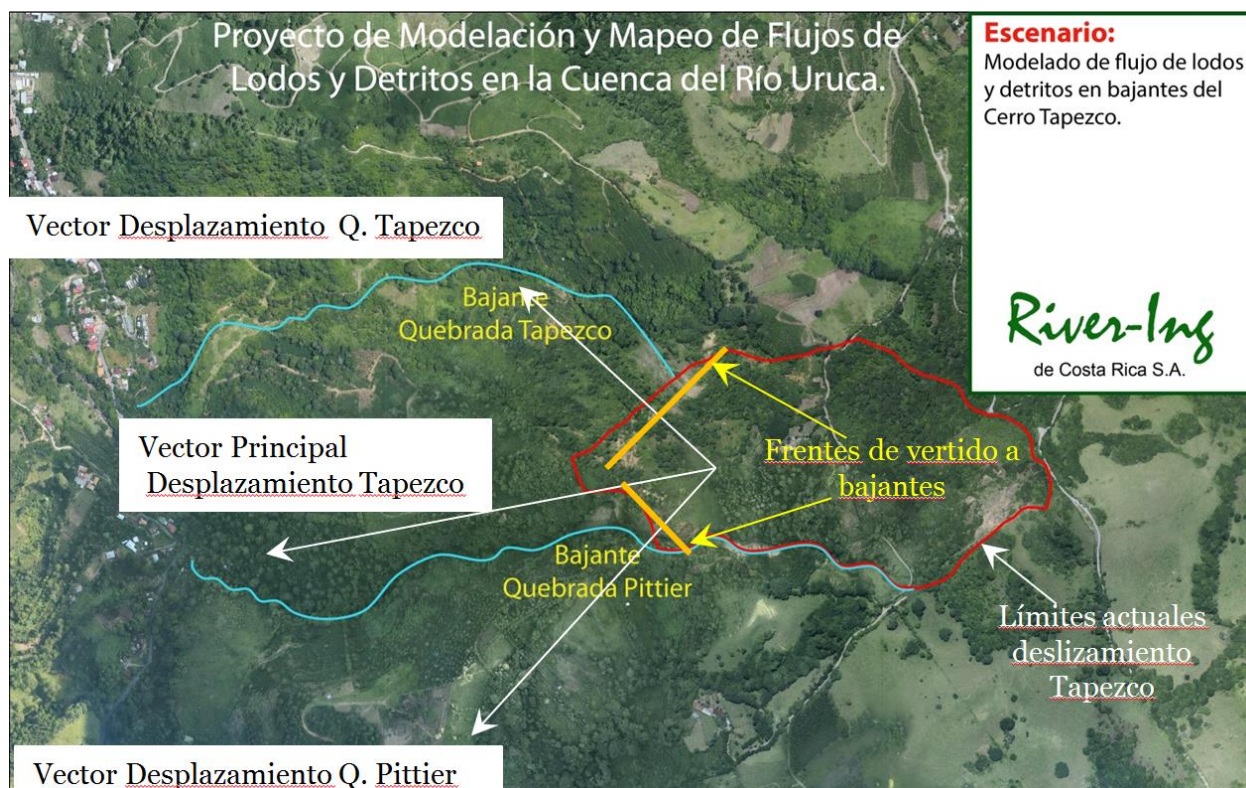 Proyecto de Modelación y Mapeo de Flujos de
Lodos y Detritos en la Cuenca del Río Uruca.
Escenario:
Modelado de flujo de lodos
y detritos en bajantes del
Cerro Tapezco.
River-Ing
de Costa Rica S.A.
Vector Desplazamiento Q. Tapezco
Bajante
Quebrada Tapezco
Vector Principal
Desplazamiento Tapezco
Frentes de vertido a
bajantes
Bajante
Quebrada Pittier
Límites actuales
deslizamiento
Tapezco
Vector Desplazamiento Q. Pittier